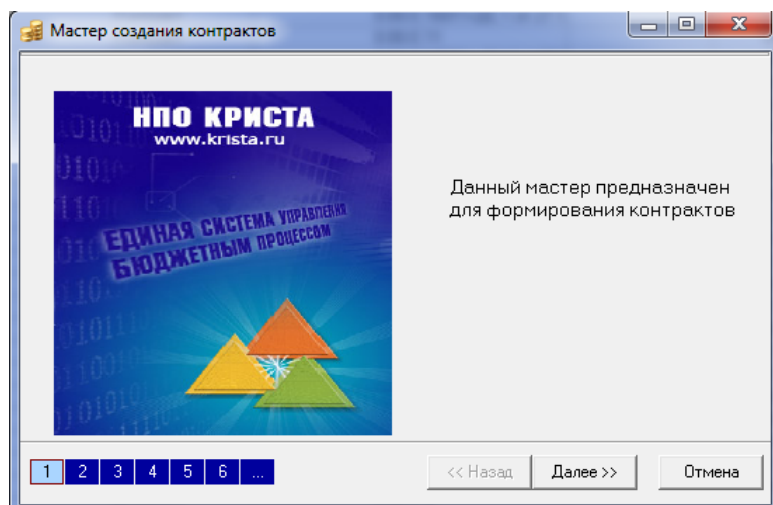 Мастер создания контрактов
НПО КРИСТА
www.krista.ru
ЕДИНАЯ СИСТЕМА УПРАВЛЕНИЯ
БЮДЖЕТНЫМ ПРОЦЕССОМ
Данный мастер предназначен
для формирования контрактов
1 2 3 4 5 6 ...
<< Назад Далее >> Отмена